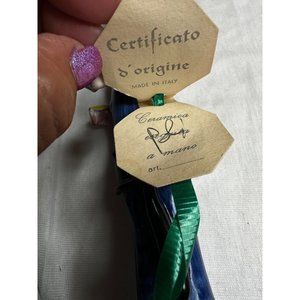 Certificato
d'origine
MADE IN ITALY
Ceramica
a mano
art.